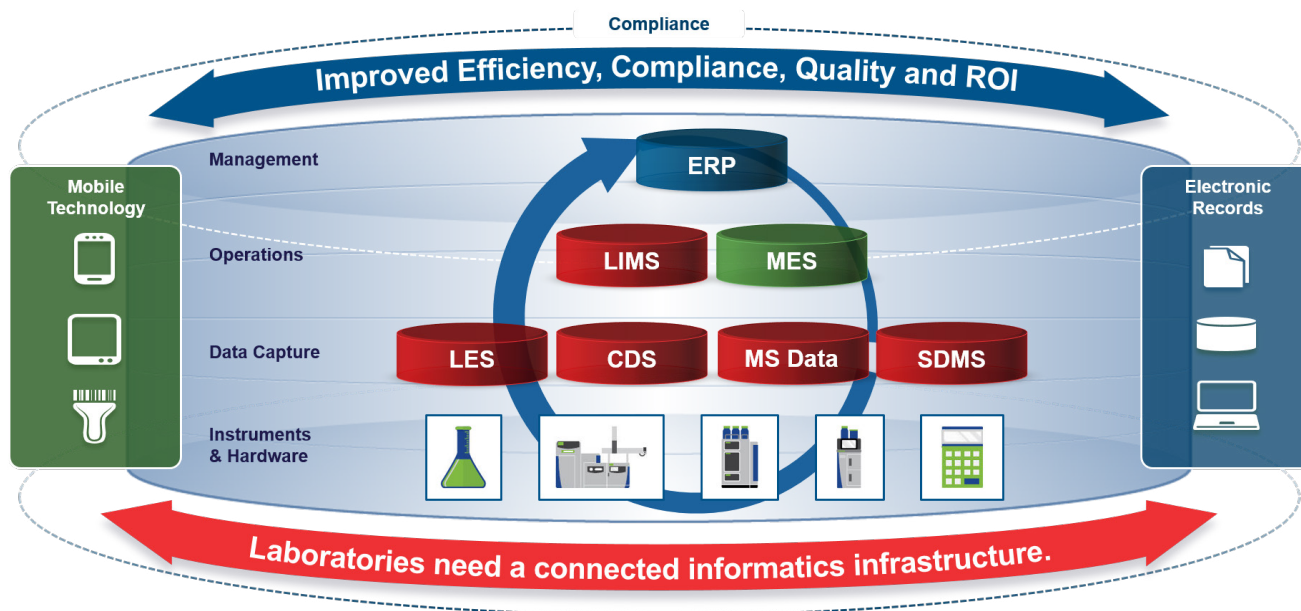 Compliance
Improved Efficiency, Compliance, Quality and ROI
Management
ERP
Mobile
Technology
Electronic
Records
Operations
LIMS
MES
Data Capture
LES
CDS
MS Data
SDMS
Instruments
& Hardware
Laboratories need a connected informatics infrastructure.